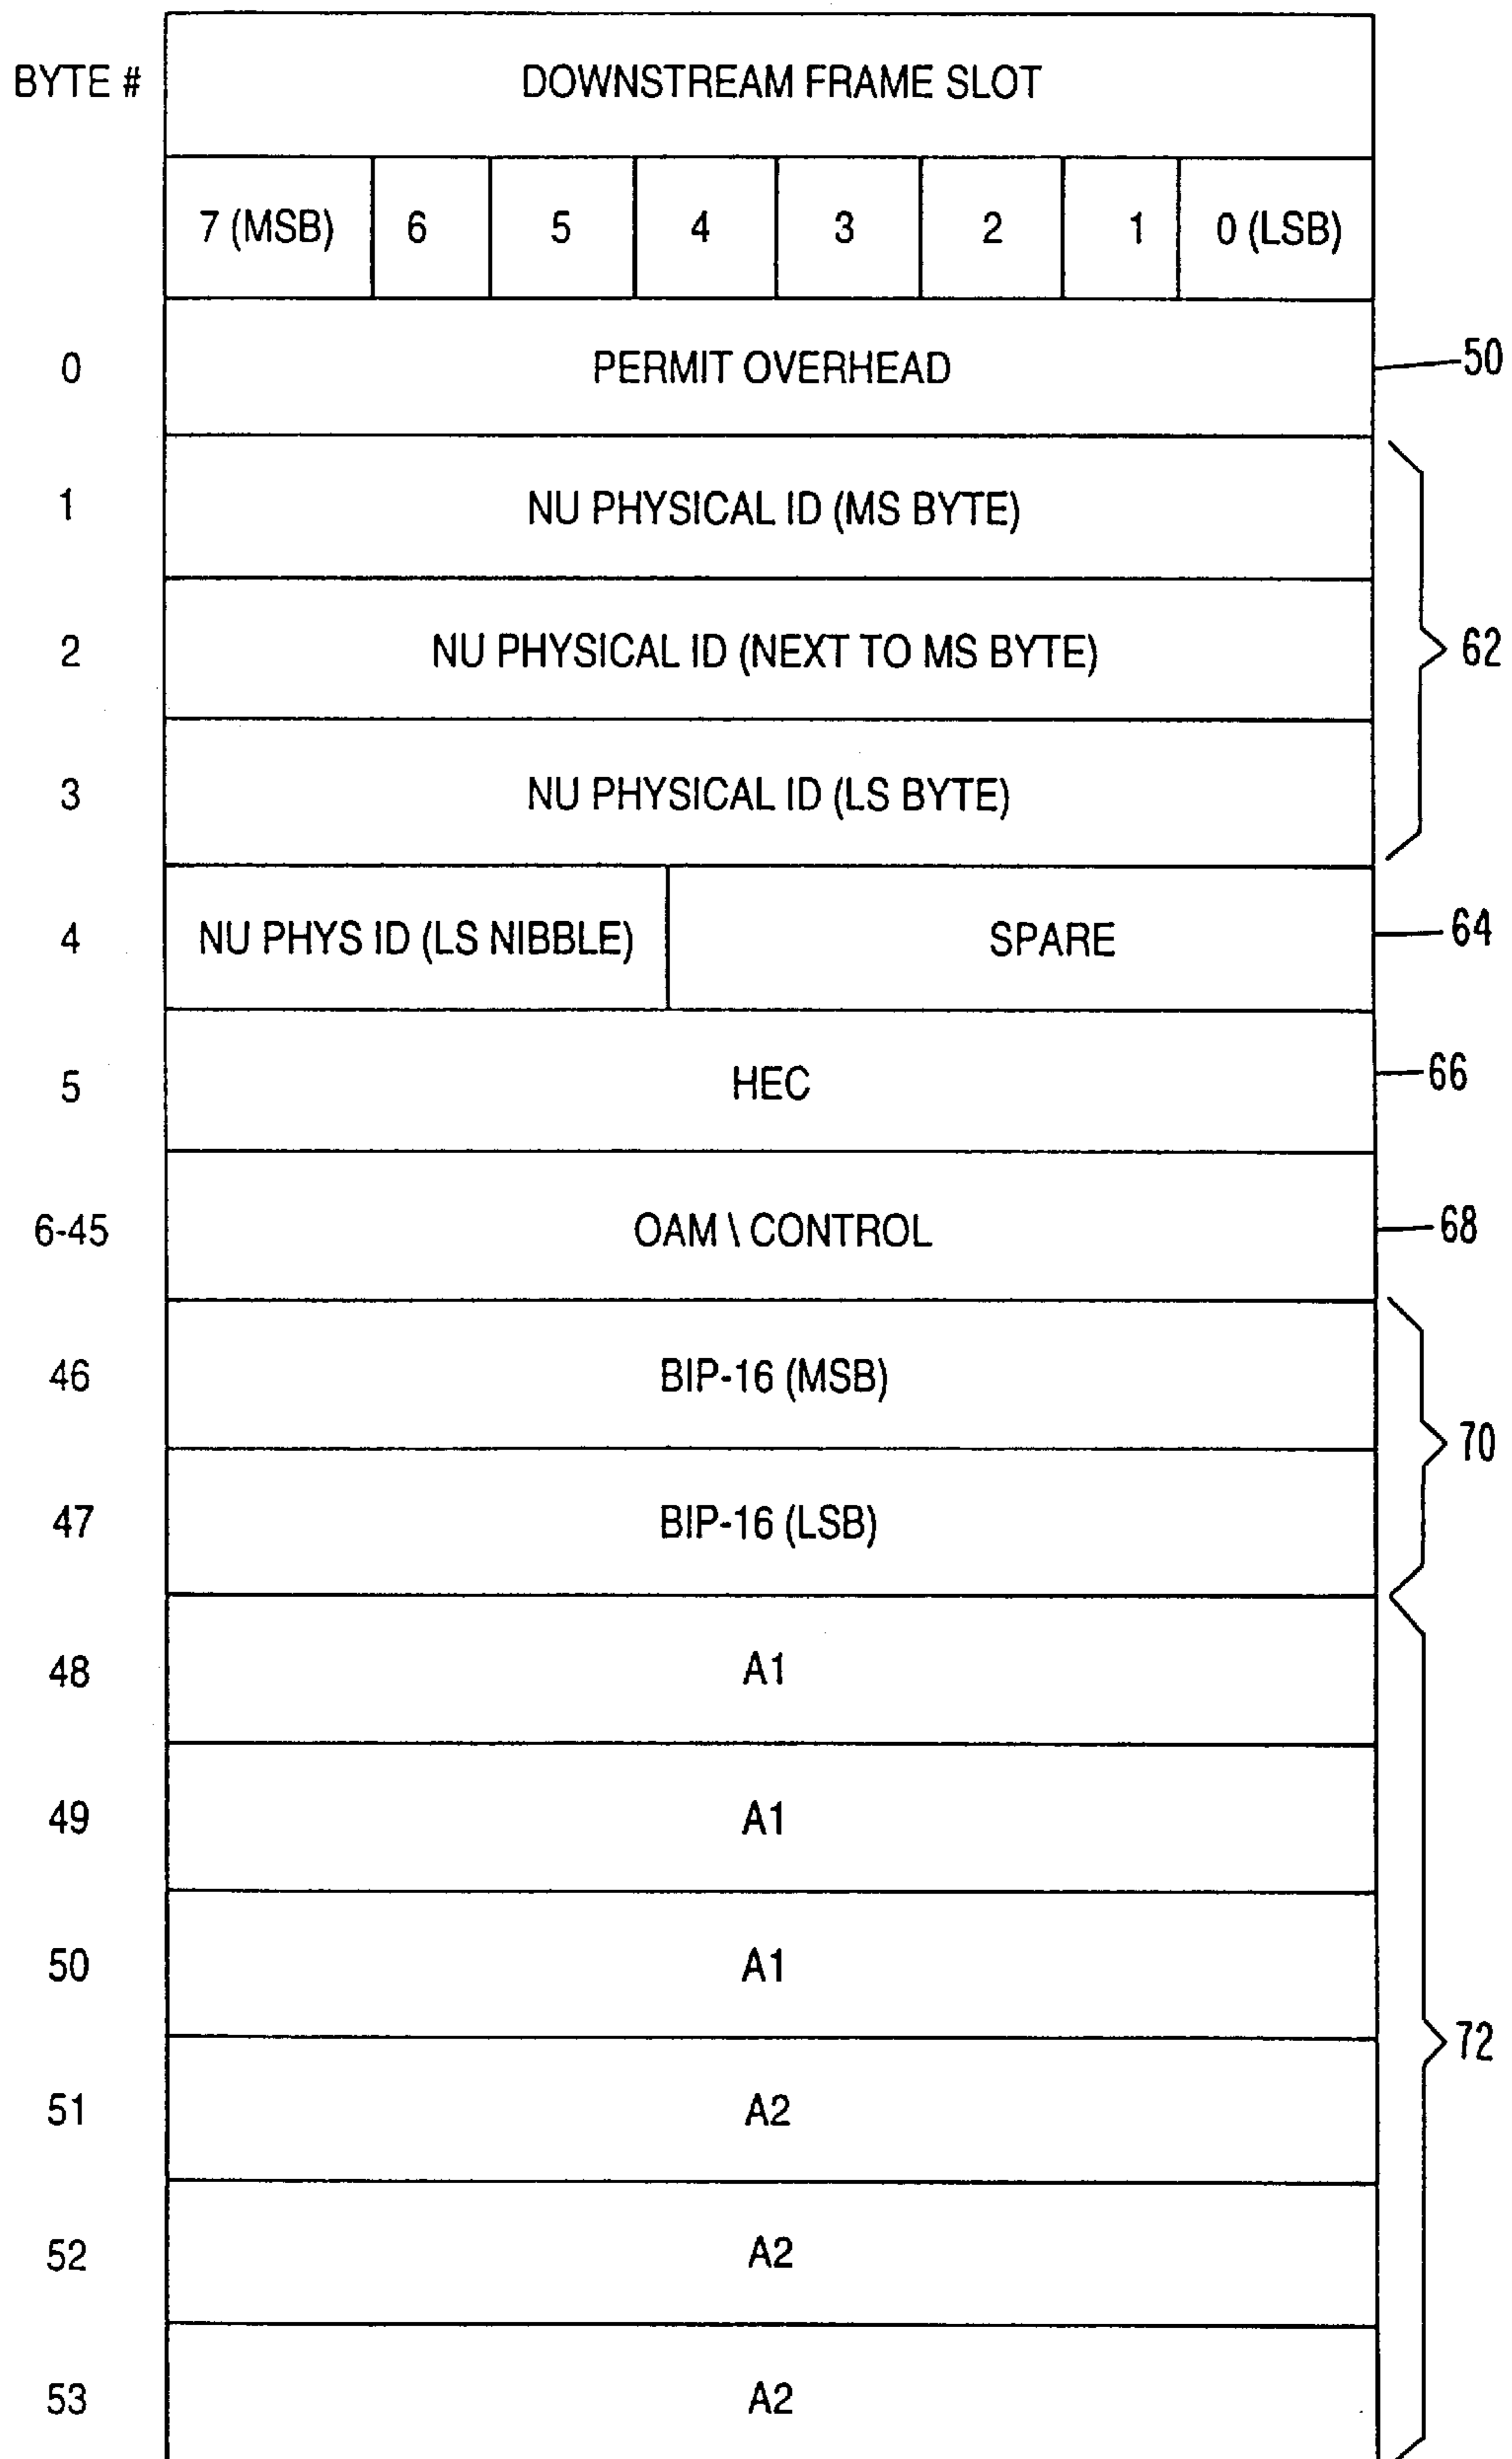 BYTE # DOWNSTREAM FRAME SLOT
7 (MSB) 6 5 4 3 2 1 0 (LSB)
0 PERMIT OVERHEAD 50
1 NU PHYSICAL ID (MS BYTE)
2 NU PHYSICAL ID (NEXT TO MS BYTE) 62
3 NU PHYSICAL ID (LS BYTE)
4 NU PHYS ID (LS NIBBLE) SPARE 64
5 HEC 66
6-45 OAM \ CONTROL 68
46 BIP-16 (MSB)
70
47 BIP-16 (LSB)
48 A1
49 A1
50 A1
72
51 A2
52 A2
53 A2